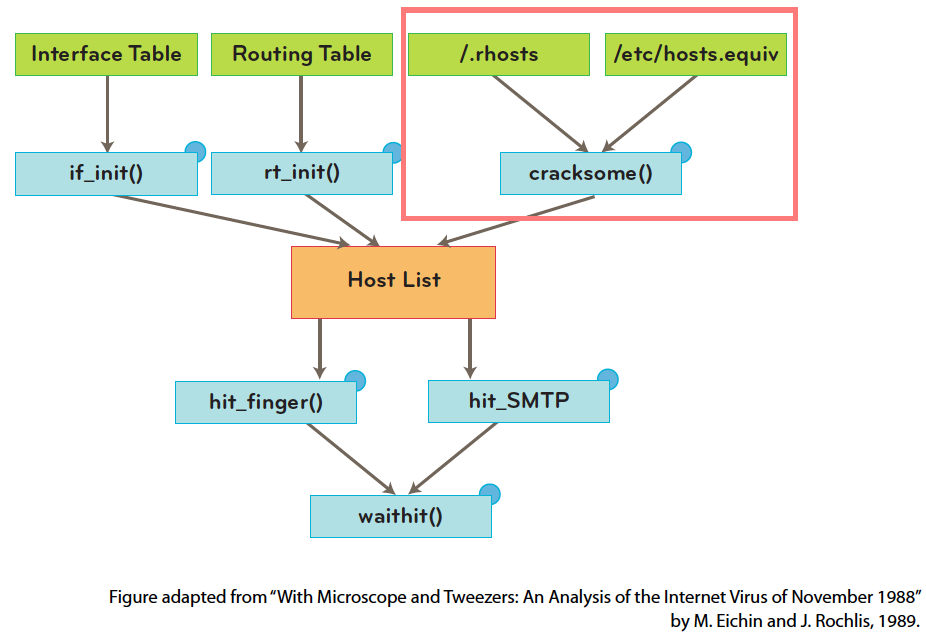 Interface Table
Routing Table
/.rhosts
/etc/hosts.equiv
if_init()
rt_init()
cracksome()
Host List
hit_finger()
hit_SMTP
waithit()
Figure adapted from “With Microscope and Tweezers: An Analysis of the Internet Virus of November 1988”
by M. Eichin and J. Rochlis, 1989.